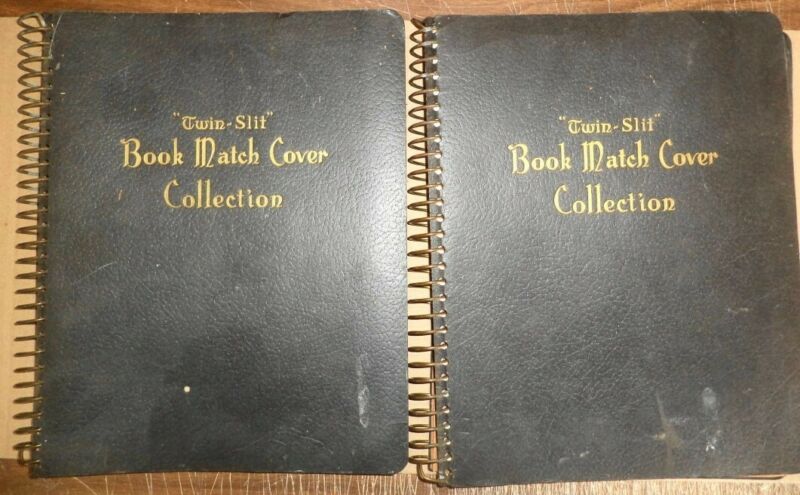 "Twin-Slit"
Book Match Cover
Collection
"Twin-Slit"
Book Match Cover
Collection